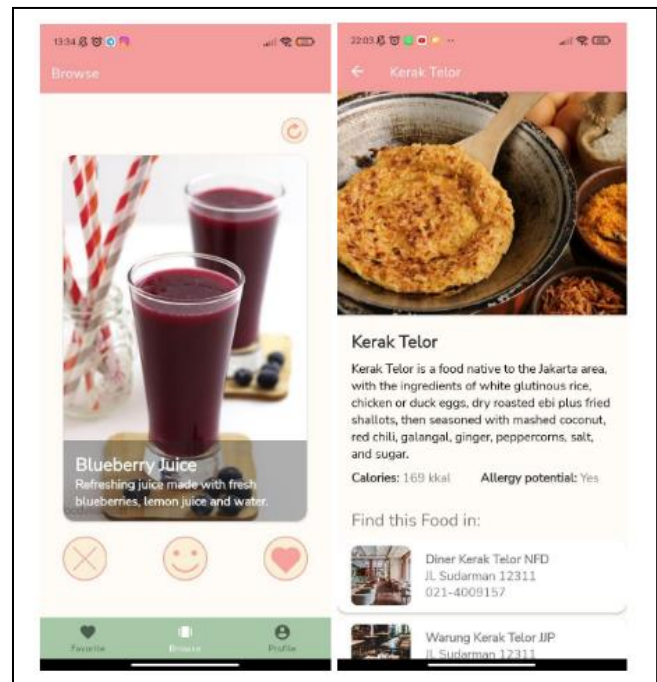 13.34
Browse
Blueberry Juice
Refreshing juice made with fresh
blueberries, lemon juice and water.
Favorite
Browse
Profile
22:03
Kerak Telor
Kerak Telor
Kerak Telor is a food native to the Jakarta area,
with the ingredients of white glutinous rice,
chicken or duck eggs, dry roasted ebi plus fried
shallots, then seasoned with mashed coconut,
red chili, galangal, ginger, peppercorns, salt,
and sugar.
Calories: 169 kkal Allergy potential: Yes
Find this Food in:
Diner Kerak Telor NFD
Jl. Sudarman 12311
021-4009157
Warung Kerak Telor JJP
Jl. Sudarman 12311